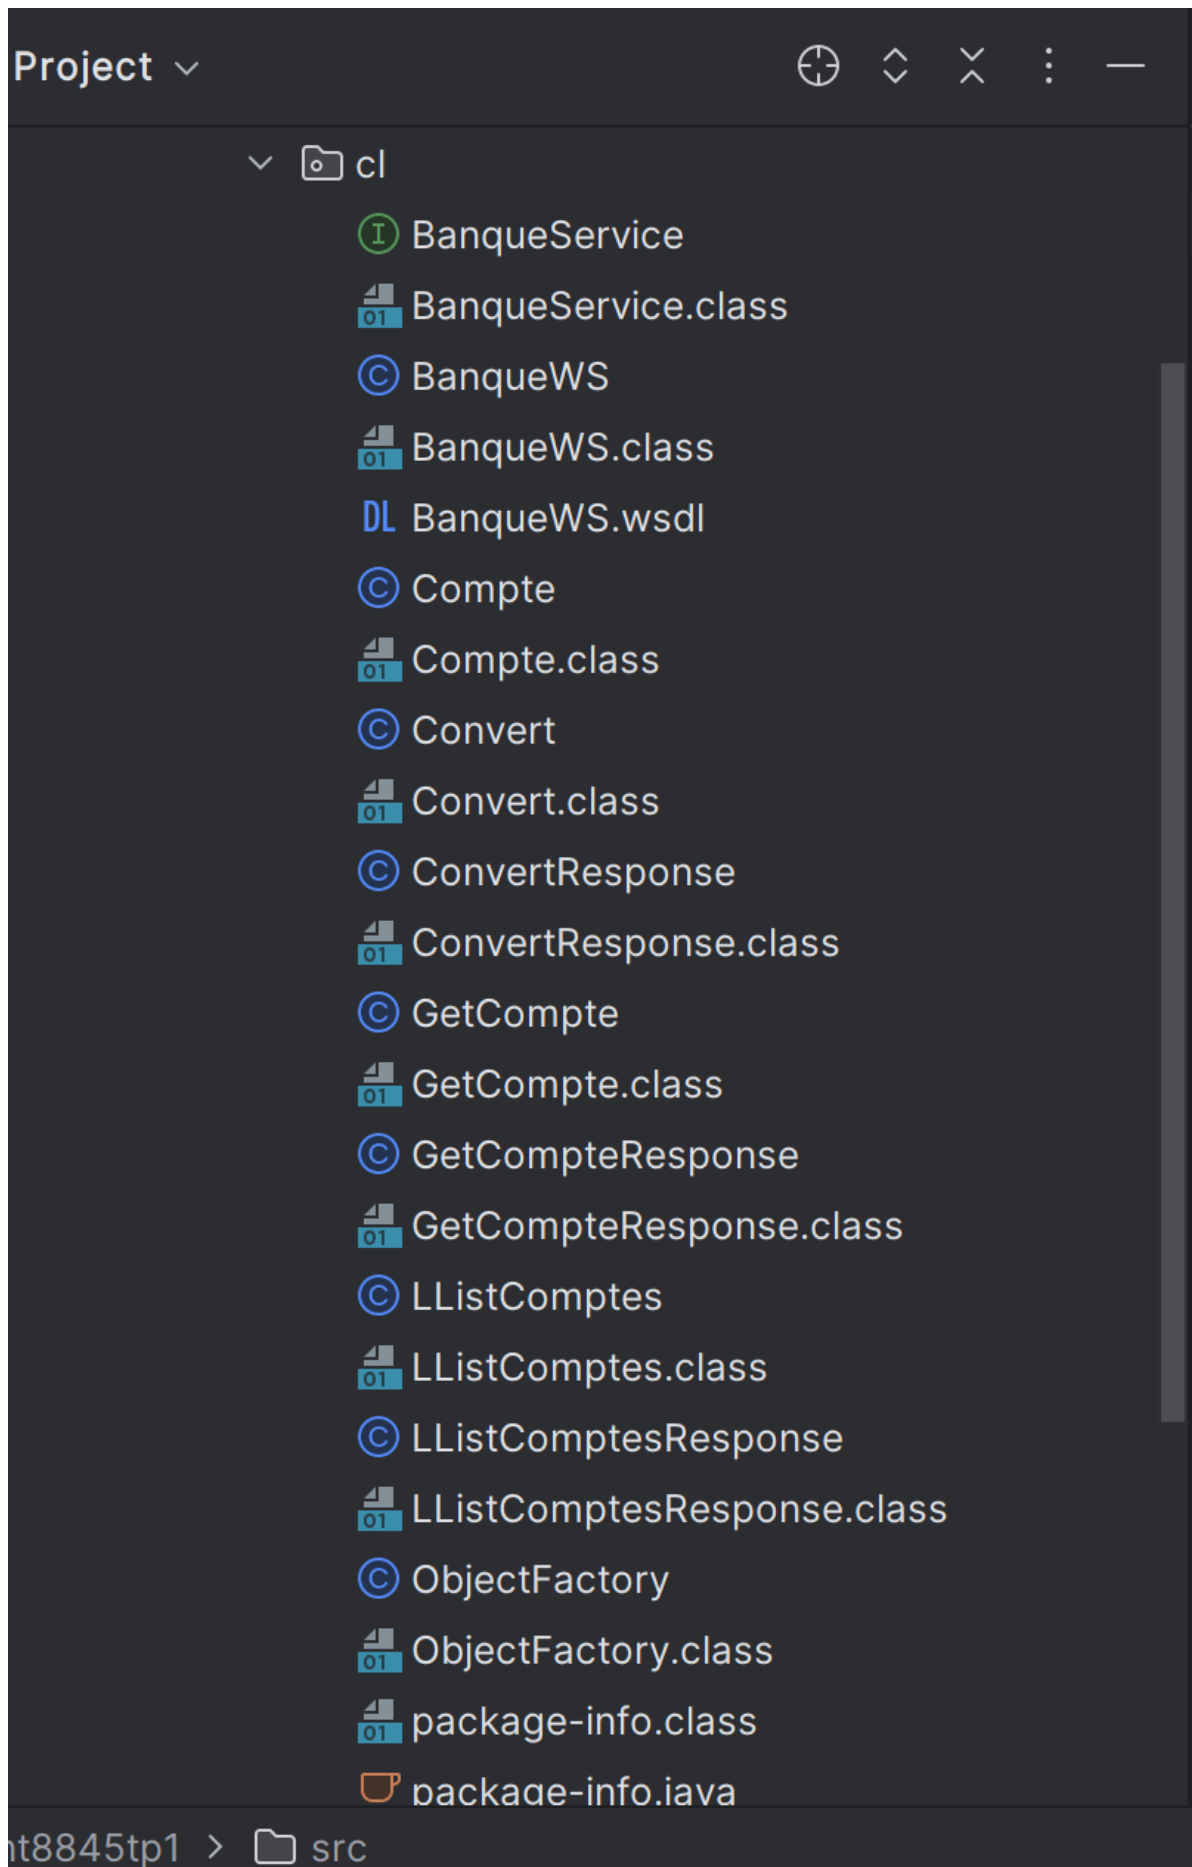 Project
cl
BanqueService
BanqueService.class
BanqueWS
BanqueWS.class
BanqueWS.wsdl
Compte
Compte.class
Convert
Convert.class
ConvertResponse
ConvertResponse.class
GetCompte
GetCompte.class
GetCompteResponse
GetCompteResponse.class
LListComptes
LListComptes.class
LListComptesResponse
LListComptesResponse.class
ObjectFactory
ObjectFactory.class
package-info.class
package-info.java
nt8845tp1 > src